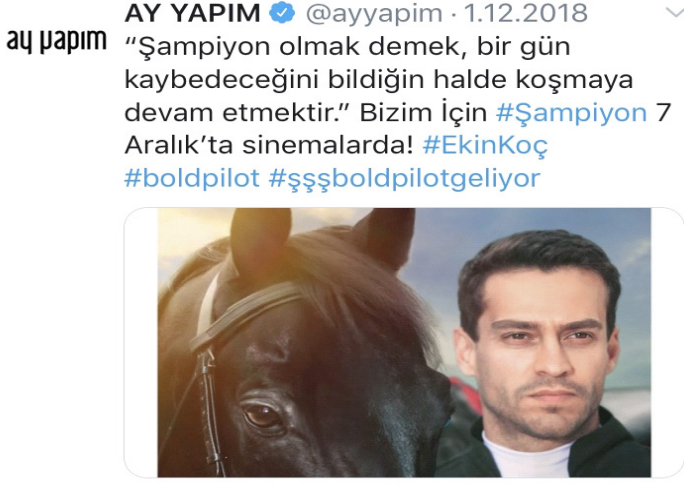 AY YAPIM @ayyapim · 1.12.2018
ay yapım
“Şampiyon olmak demek, bir gün
kaybedeceğini bildiğin halde koşmaya
devam etmektir.” Bizim İçin #Şampiyon 7
Aralık’ta sinemalarda! #EkinKoç
#boldpilot #şşşboldpilotgeliyor